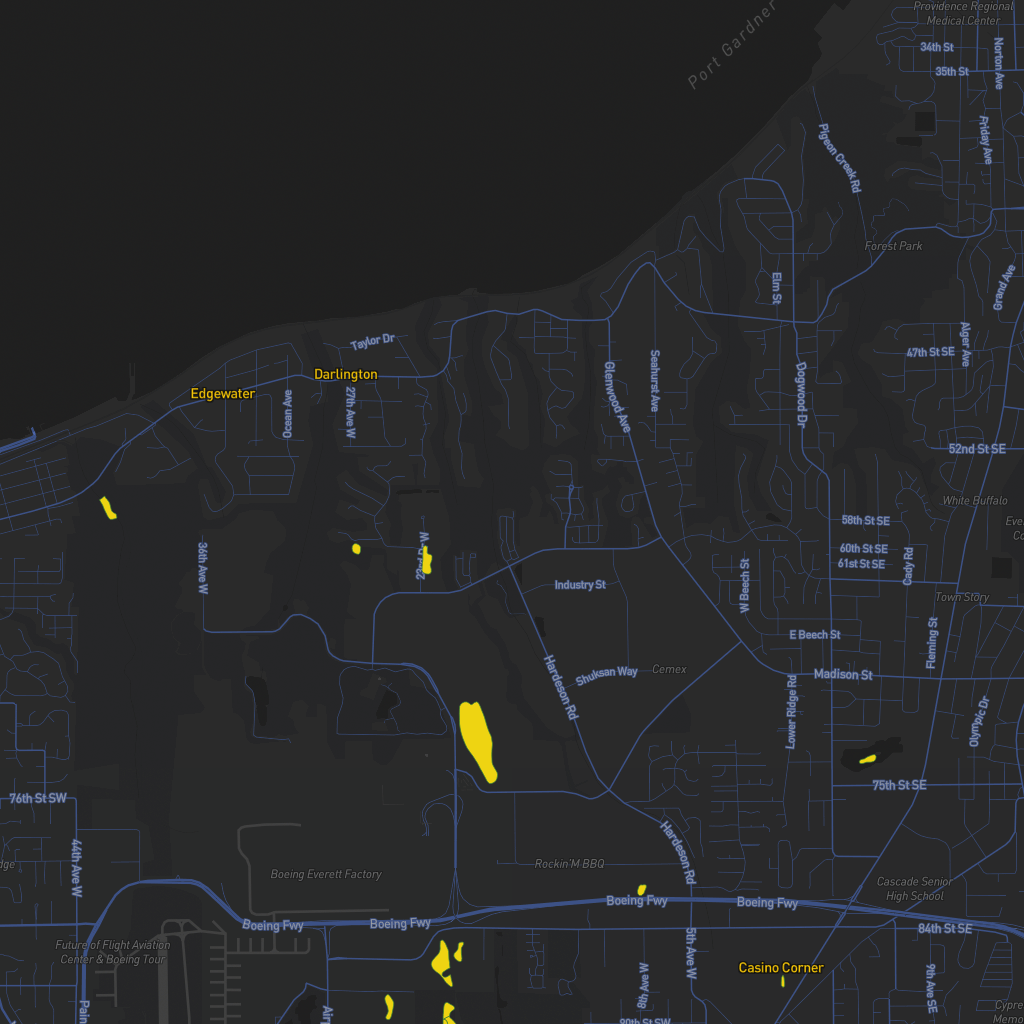 Providence Regional
Medical Center
Port Gardner
34th St
35th St
Norton Ave
Friday Ave
Pigeon Creek Rd
Forest Park
Elm St
Grand Ave
Taylor Dr
47th St SE
Alger Ave
Darlington
Edgewater
Ocean Ave
27th Ave W
Glenwood Ave
Seahurst Ave
Dogwood Dr
52nd St SE
White Buffalo
58th St SE
60th St SE
61st St SE
Cady Rd
36th Ave W
Industry St
W Beech St
Town Story
E Beech St
Fleming St
Hardeson Rd
Shuksan Way
Cemex
Madison St
Lower Ridge Rd
Olympic Dr
76th St SW
75th St SE
44th Ave W
Hardeson Rd
Rockin'M BBQ
Boeing Everett Factory
Cascade Senior
High School
Boeing Fwy
Boeing Fwy
Boeing Fwy
Boeing Fwy
84th St SE
Future of Flight Aviation
Center & Boeing Tour
5th Ave W
8th Ave W
Casino Corner
9th Ave SE